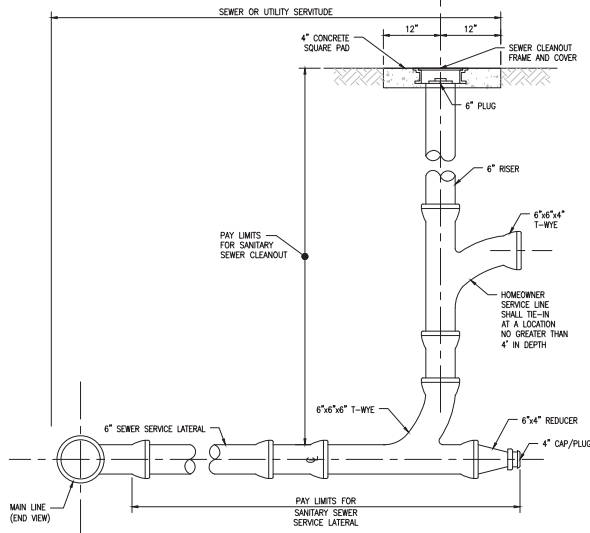 SEWER OR UTILITY SERVITUDE
12"
12"
4" CONCRETE
SQUARE PAD
SEWER CLEANOUT
FRAME AND COVER
6" PLUG
6" RISER
6"x6"x4"
T-WYE
PAY LIMITS
FOR SANITARY
SEWER CLEANOUT
HOMEOWNER
SERVICE LINE
SHALL TIE-IN
AT A LOCATION
NO GREATER THAN
4' IN DEPTH
6"x6"x6" T-WYE
6" SEWER SERVICE LATERAL
6"x4" REDUCER
4" CAP/PLUG
MAIN LINE
(END VIEW)
PAY LIMITS FOR
SANITARY SEWER
SERVICE LATERAL